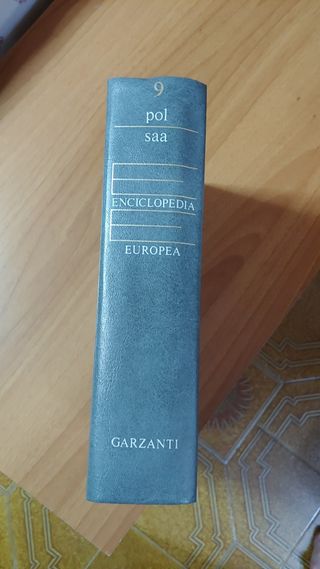 9
pol
saa
ENCICLOPEDIA
EUROPEA
GARZANTI